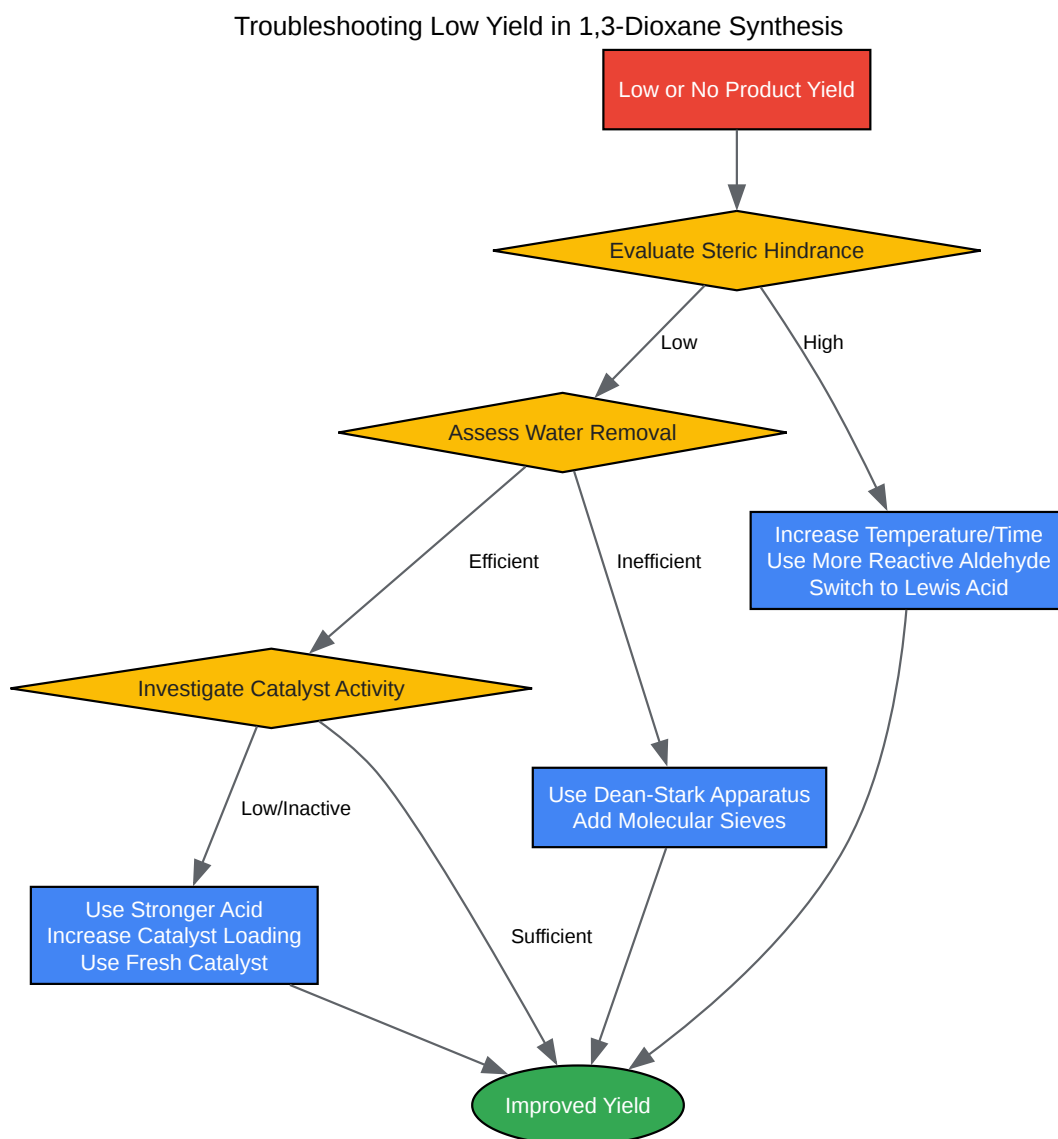 Troubleshooting Low Yield in 1,3-Dioxane Synthesis
Low or No Product Yield
Evaluate Steric Hindrance
Low
High
Assess Water Removal
Efficient
Inefficient
Increase Temperature/Time
Use More Reactive Aldehyde
Switch to Lewis Acid
Investigate Catalyst Activity
Low/Inactive
Use Dean-Stark Apparatus
Add Molecular Sieves
Use Stronger Acid
Increase Catalyst Loading
Use Fresh Catalyst
Sufficient
Improved Yield